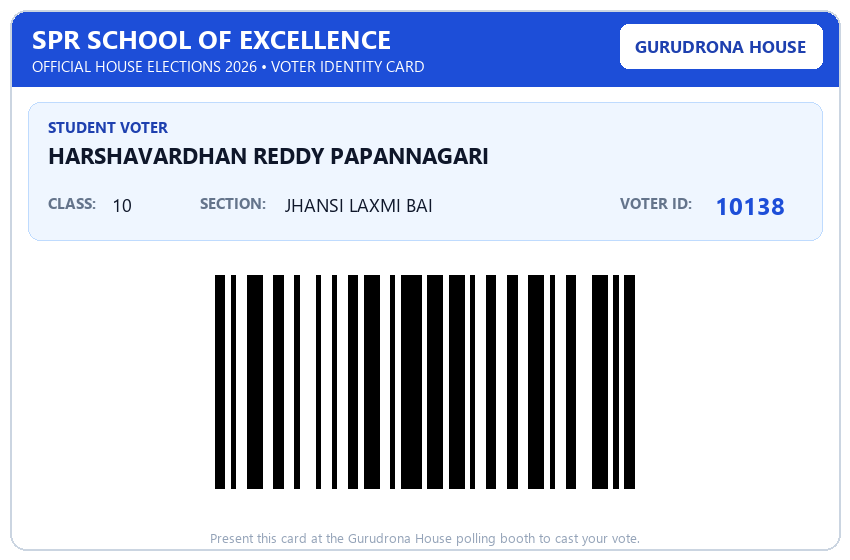 SPR SCHOOL OF EXCELLENCE
OFFICIAL HOUSE ELECTIONS 2026 • VOTER IDENTITY CARD
GURUDRONA HOUSE
STUDENT VOTER
HARSHAVARDHAN REDDY PAPANNAGARI
CLASS: 10 SECTION: JHANSI LAXMI BAI VOTER ID: 10138
Present this card at the Gurudrona House polling booth to cast your vote.